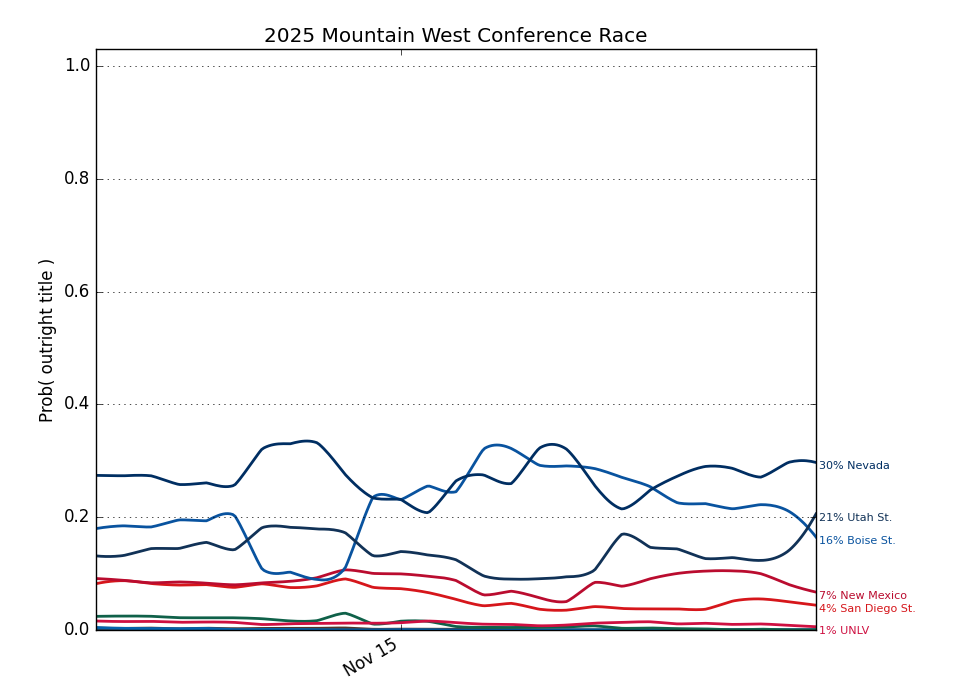 2025 Mountain West Conference Race
1.0
0.8
0.6
0.4
0.2
0.0
Prob( outright title )
Nov 15
30% Nevada
21% Utah St.
16% Boise St.
7% New Mexico
4% San Diego St.
1% UNLV